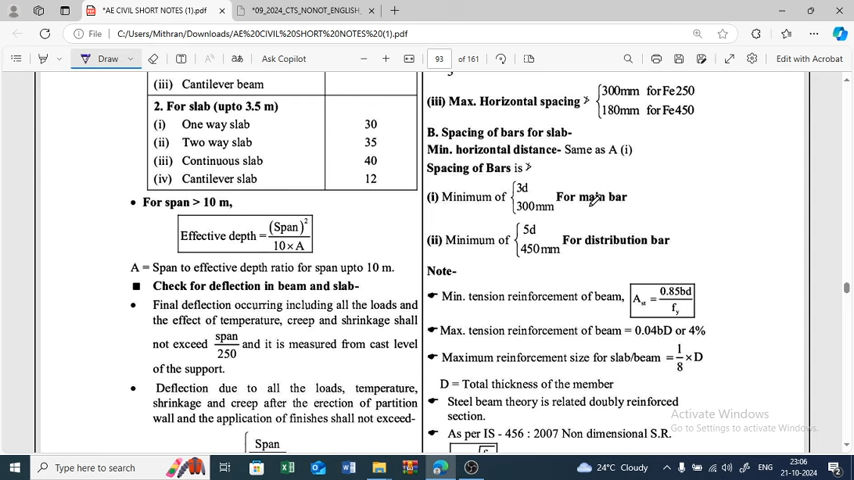 *AE CIVIL SHORT NOTES (1).pdf
*09_2024_CTS_NONOT_ENGLISH_
File
C:/Users/Mithran/Downloads/AE%20CIVIL%20SHORT%20NOTES%20(1).pdf
Draw
Ask Copilot
93 of 161
Edit with Acrobat
(iii) Cantilever beam
2. For slab (upto 3.5 m)
(i) One way slab 30
(ii) Two way slab 35
(iii) Continuous slab 40
(iv) Cantilever slab 12
• For span > 10 m,
Effective depth = (Span)²
10 × A
A = Span to effective depth ratio for span upto 10 m.
■ Check for deflection in beam and slab-
• Final deflection occurring including all the loads and
the effect of temperature, creep and shrinkage shall
not exceed span/250 and it is measured from cast level
of the support.
• Deflection due to all the loads, temperature,
shrinkage and creep after the erection of partition
wall and the application of finishes shall not exceed-
Span
(iii) Max. Horizontal spacing ≯ { 300mm for Fe250
180mm for Fe450
B. Spacing of bars for slab-
Min. horizontal distance- Same as A (i)
Spacing of Bars is ≯
(i) Minimum of { 3d
300mm For main bar
(ii) Minimum of { 5d
450mm For distribution bar
Note-
☛ Min. tension reinforcement of beam, Ast = 0.85bd/fy
☛ Max. tension reinforcement of beam = 0.04bD or 4%
☛ Maximum reinforcement size for slab/beam = 1/8 × D
D = Total thickness of the member
☛ Steel beam theory is related doubly reinforced
section.
☛ As per IS - 456 : 2007 Non dimensional S.R.
Activate Windows
Go to Settings to activate Windows.
Type here to search
24°C Cloudy
ENG
23:06
21-10-2024
2